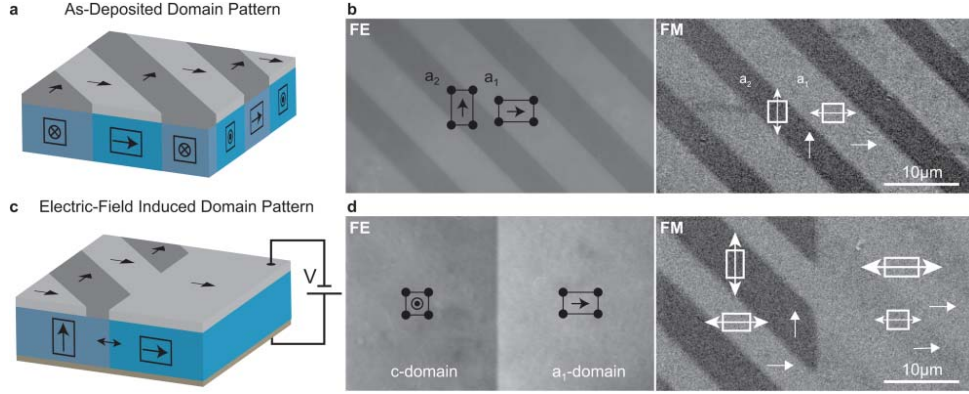 a As-Deposited Domain Pattern
b
FE
a₂ a₁
FM
a₂ a₁
10μm
c Electric-Field Induced Domain Pattern
V
d
FE
c-domain a₁-domain
FM
10μm